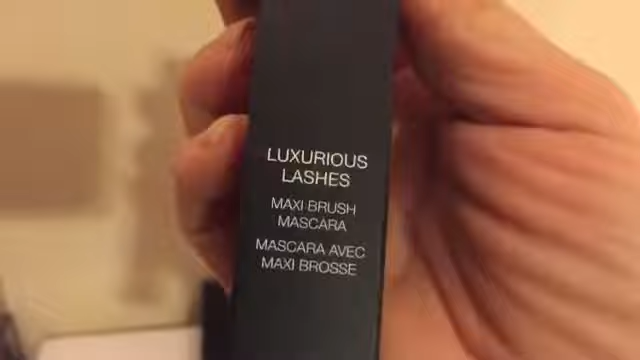 LUXURIOUS
LASHES
MAXI BRUSH
MASCARA
MASCARA AVEC
MAXI BROSSE